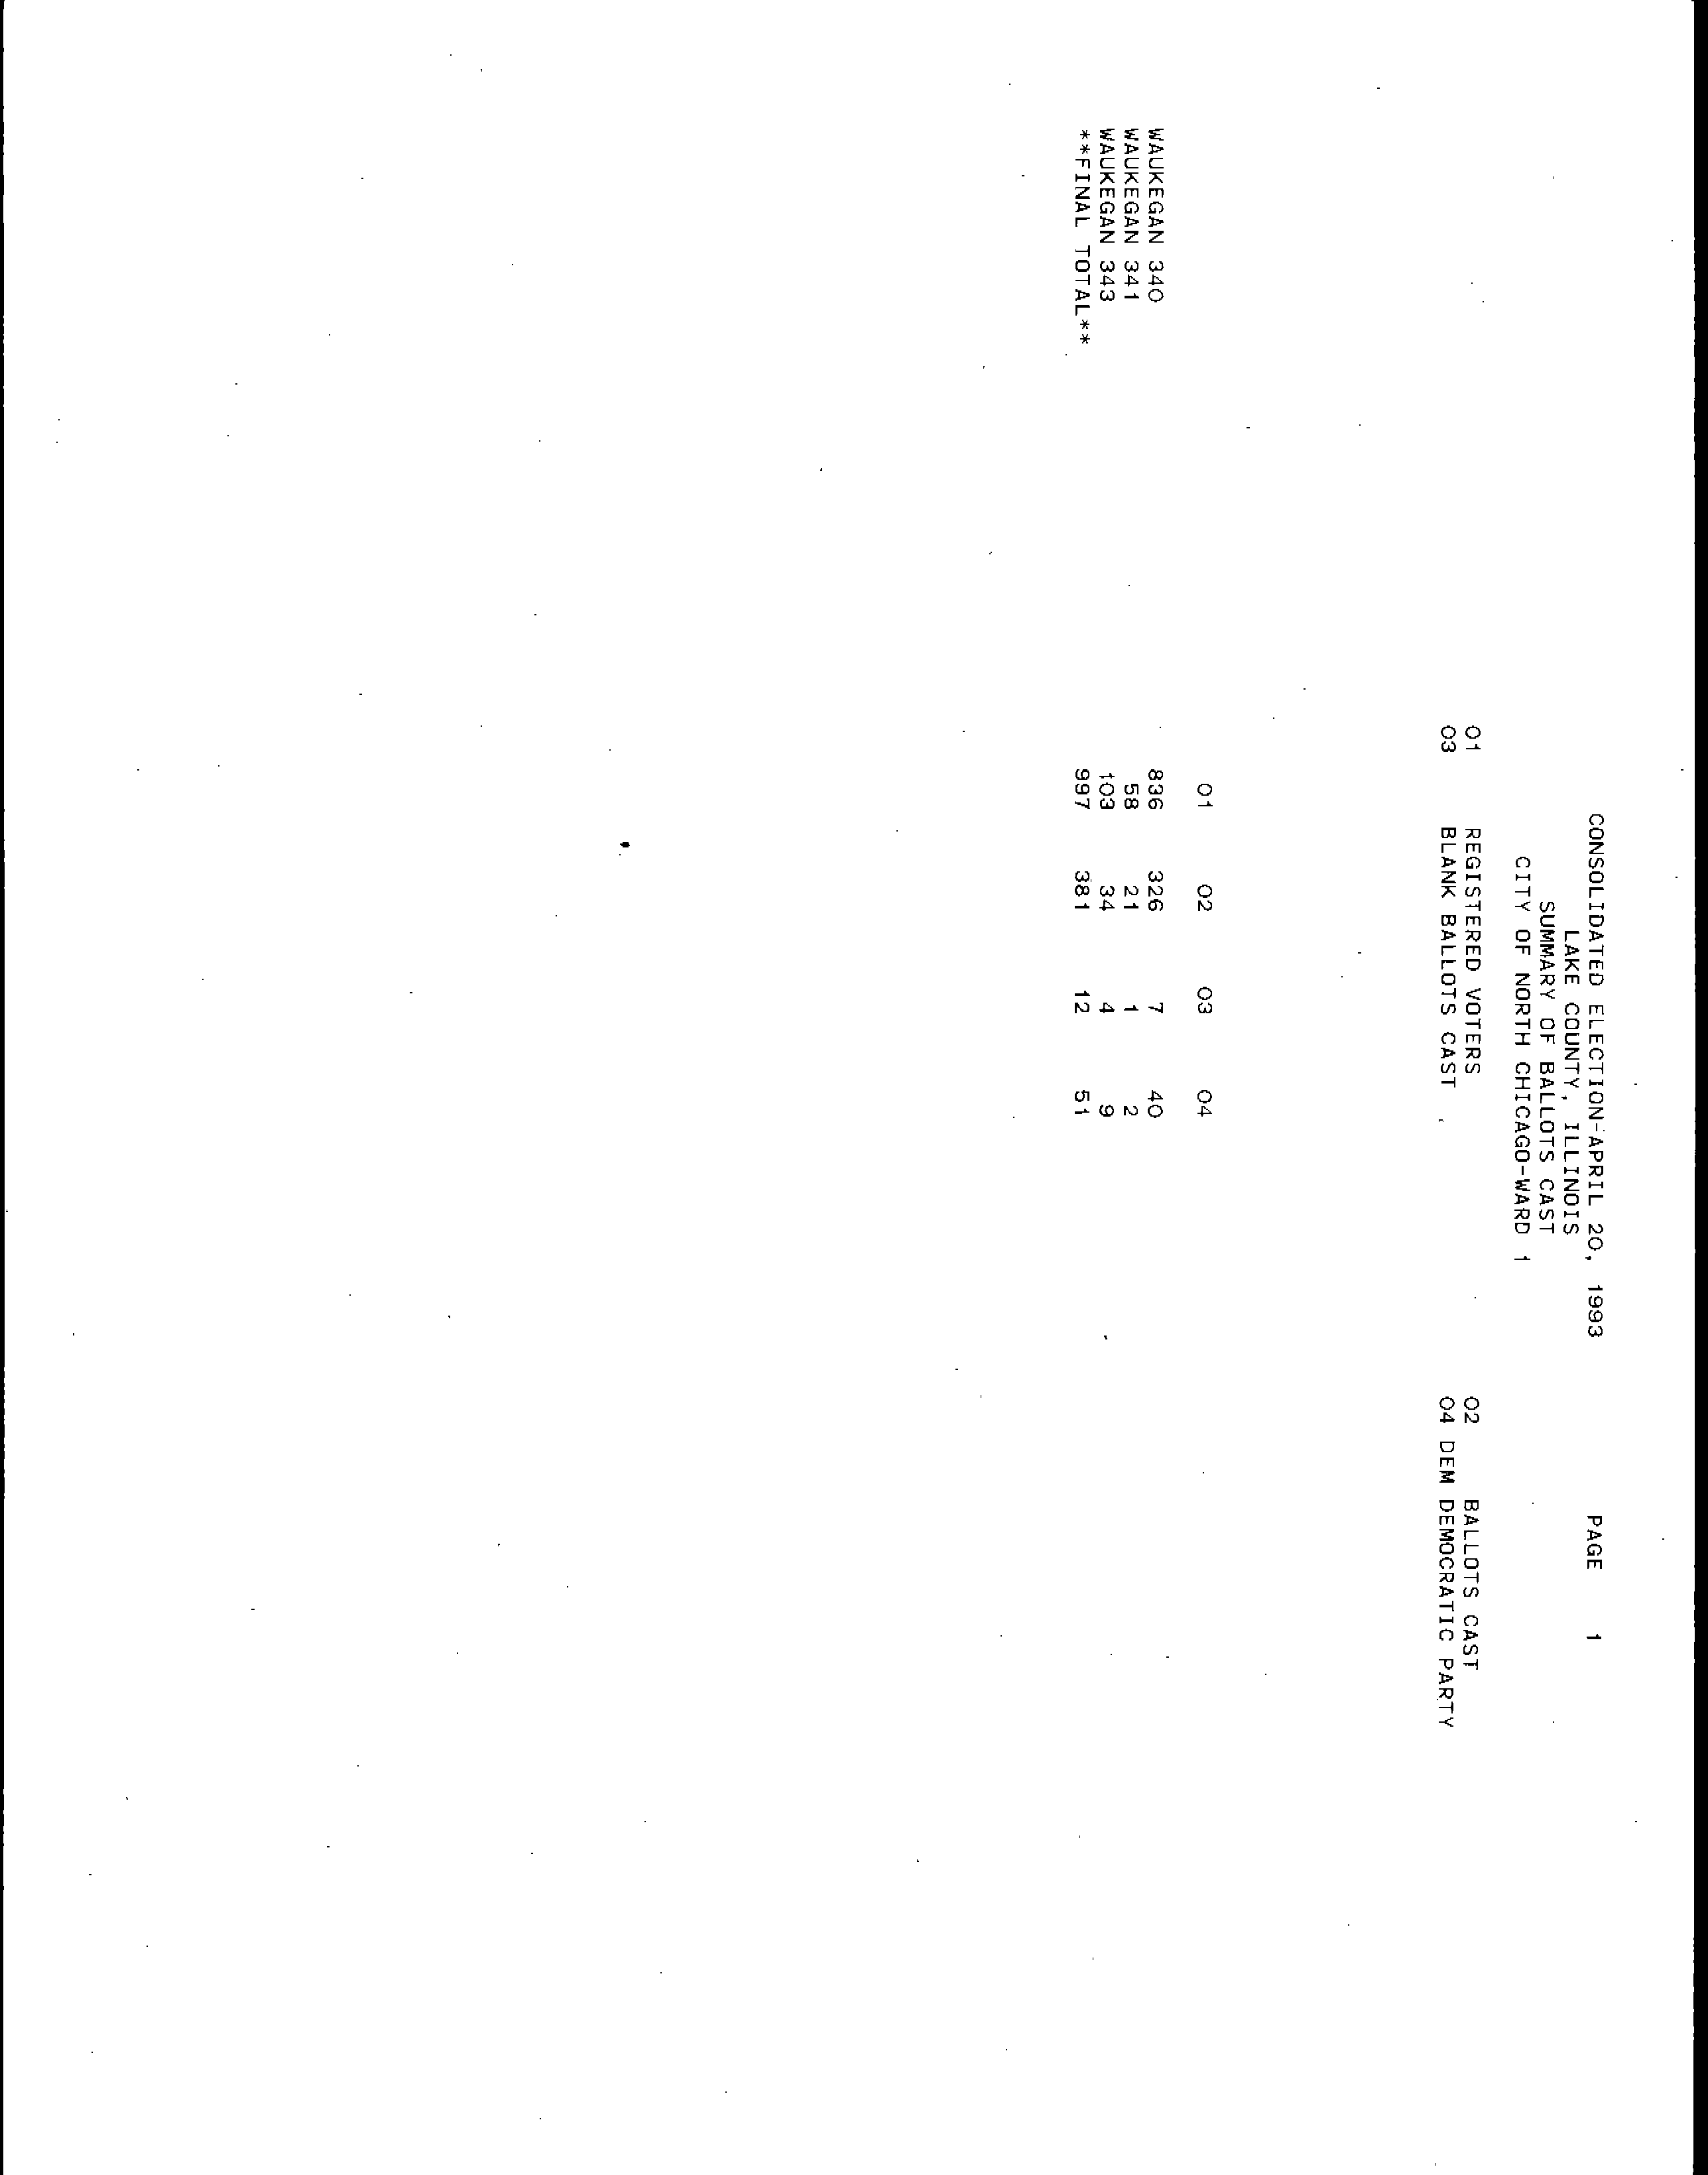 CONSOLIDATED ELECTION-APRIL 20, 1993 PAGE 1
LAKE COUNTY, ILLINOIS
SUMMARY OF BALLOTS CAST
CITY OF NORTH CHICAGO-WARD 1
01 REGISTERED VOTERS 02 BALLOTS CAST
03 BLANK BALLOTS CAST 04 DEM DEMOCRATIC PARTY
01 02 03 04
WAUKEGAN 340 836 326 7 40
WAUKEGAN 341 58 21 1 2
WAUKEGAN 343 103 34 4 9
**FINAL TOTAL** 997 381 12 51